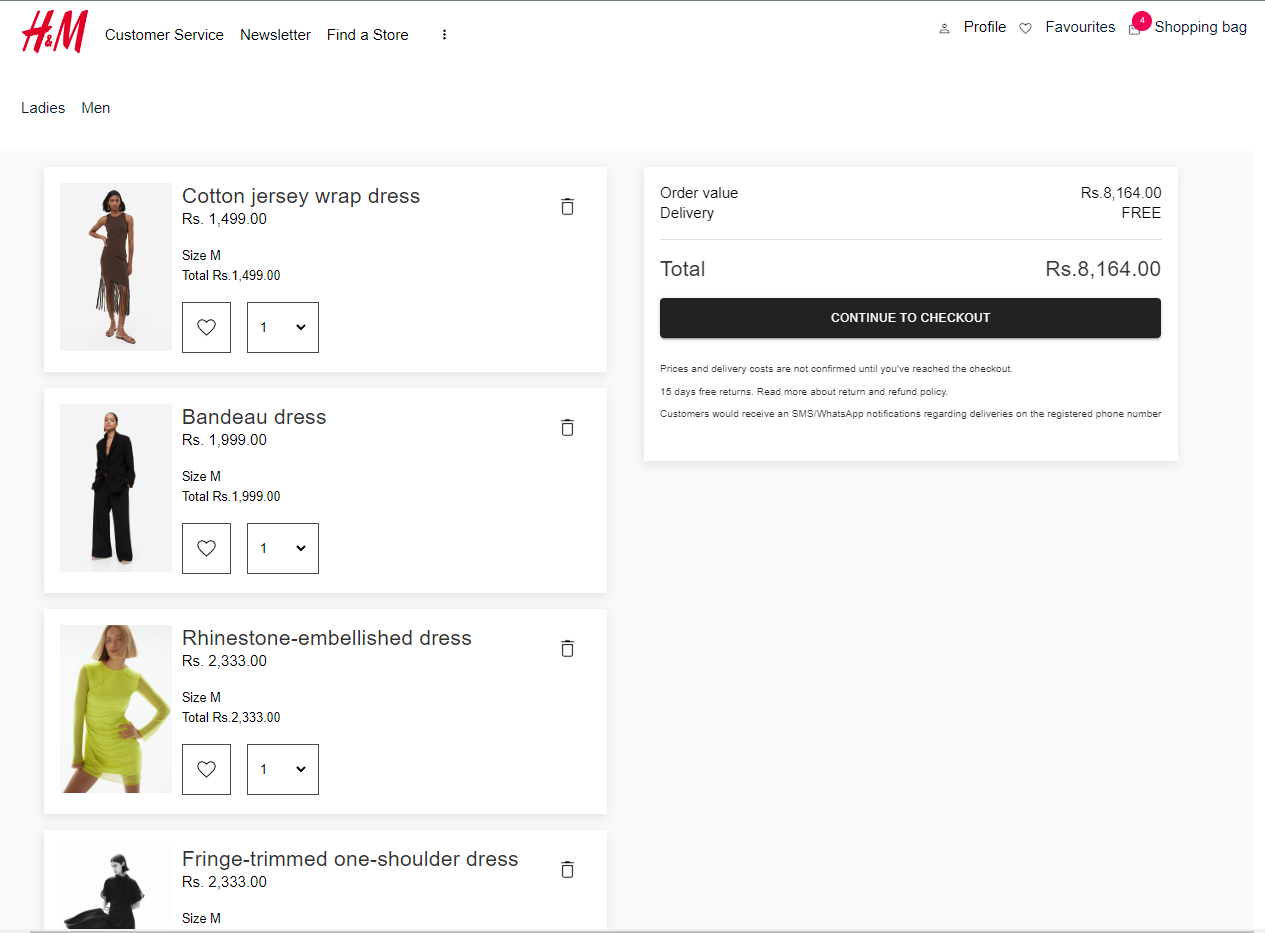 H&M Customer Service Newsletter Find a Store
Profile Favourites 4 Shopping bag
Ladies Men
Cotton jersey wrap dress
Rs. 1,499.00
Size M
Total Rs.1,499.00
1
Bandeau dress
Rs. 1,999.00
Size M
Total Rs.1,999.00
1
Rhinestone-embellished dress
Rs. 2,333.00
Size M
Total Rs.2,333.00
1
Fringe-trimmed one-shoulder dress
Rs. 2,333.00
Size M
Order value Rs.8,164.00
Delivery FREE
Total Rs.8,164.00
CONTINUE TO CHECKOUT
Prices and delivery costs are not confirmed until you've reached the checkout.
15 days free returns. Read more about return and refund policy.
Customers would receive an SMS/WhatsApp notifications regarding deliveries on the registered phone number